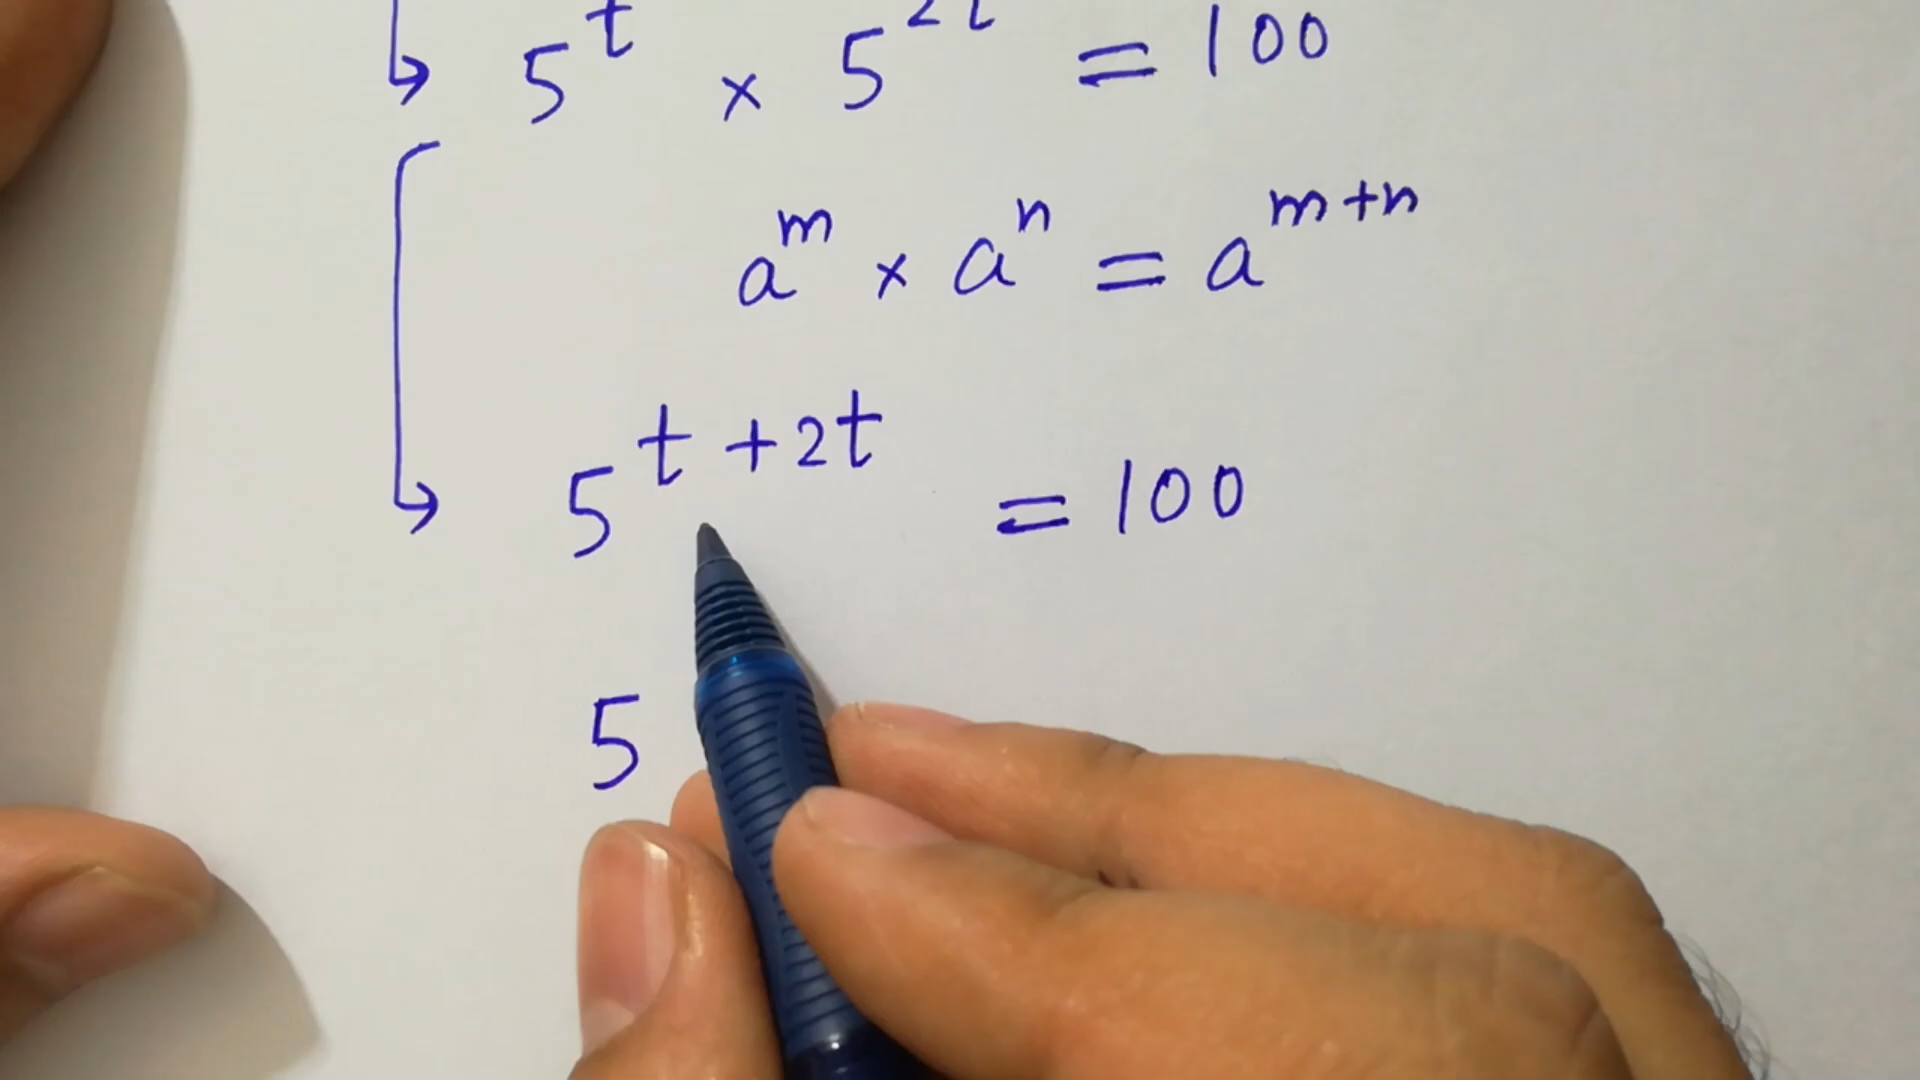 5^t × 5^2t = 100
a^m × a^n = a^m+n
5^t+2t = 100
5